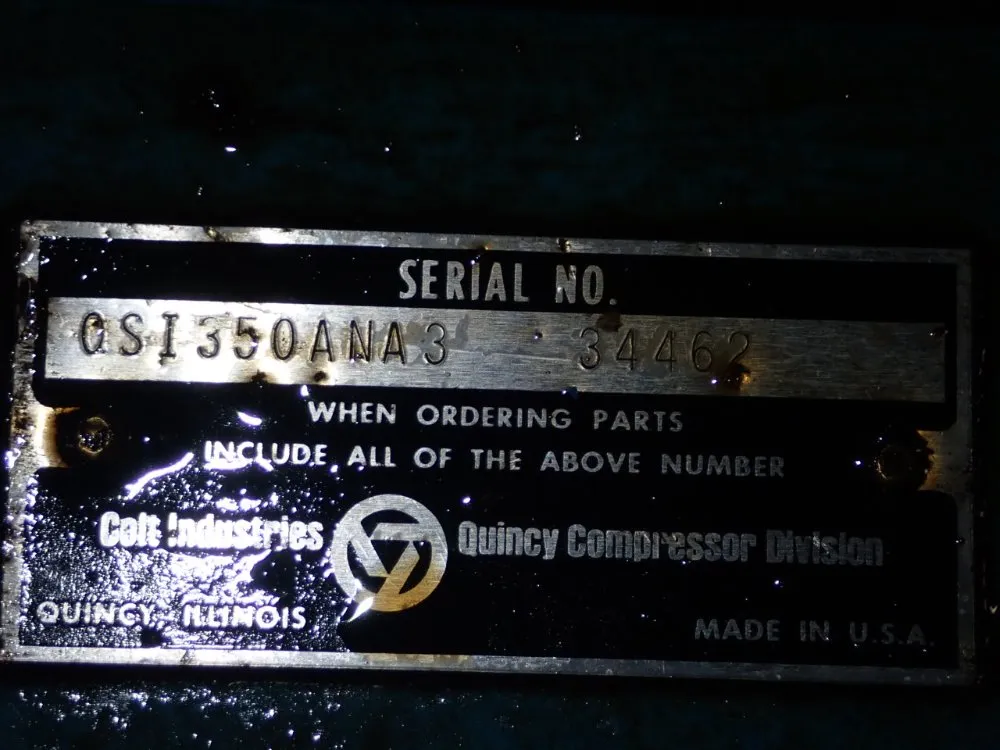 SERIAL NO.
QSI350ANA3 34462
WHEN ORDERING PARTS
INCLUDE ALL OF THE ABOVE NUMBER
Colt Industries Quincy Compressor Division
QUINCY, ILLINOIS
MADE IN U.S.A.